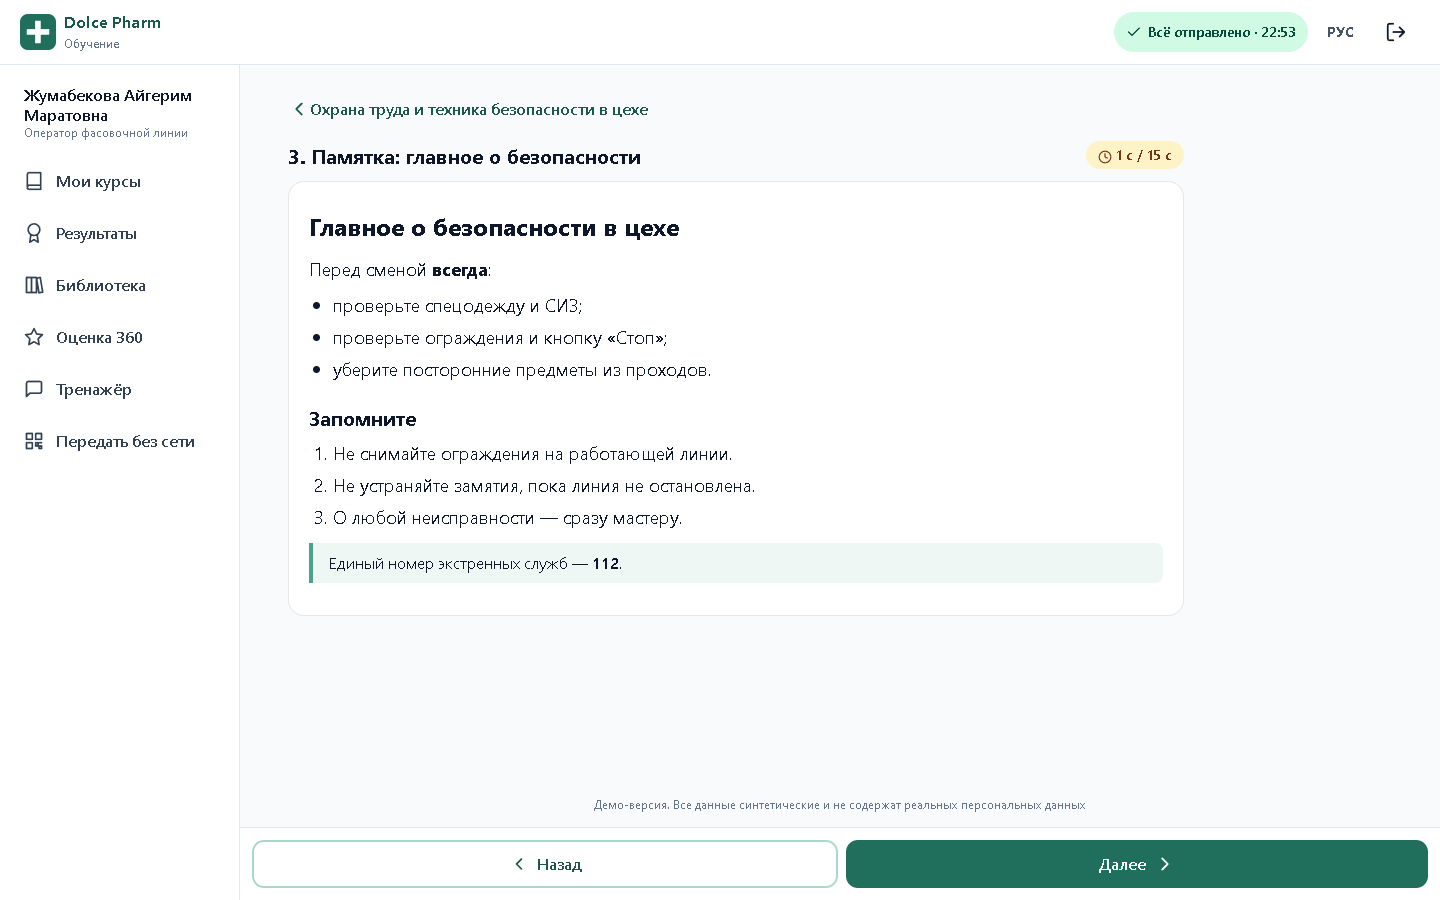 Dolce Pharm
Обучение
Всё отправлено · 22:53
РУС
Жумабекова Айгерим
Маратовна
Оператор фасовочной линии
Мои курсы
Результаты
Библиотека
Оценка 360
Тренажёр
Передать без сети
Охрана труда и техника безопасности в цехе
3. Памятка: главное о безопасности
1 с / 15 с
Главное о безопасности в цехе
Перед сменой всегда:
• проверьте спецодежду и СИЗ;
• проверьте ограждения и кнопку «Стоп»;
• уберите посторонние предметы из проходов.
Запомните
1. Не снимайте ограждения на работающей линии.
2. Не устраняйте замятия, пока линия не остановлена.
3. О любой неисправности — сразу мастеру.
Единый номер экстренных служб — 112.
Демо-версия. Все данные синтетические и не содержат реальных персональных данных
Назад
Далее